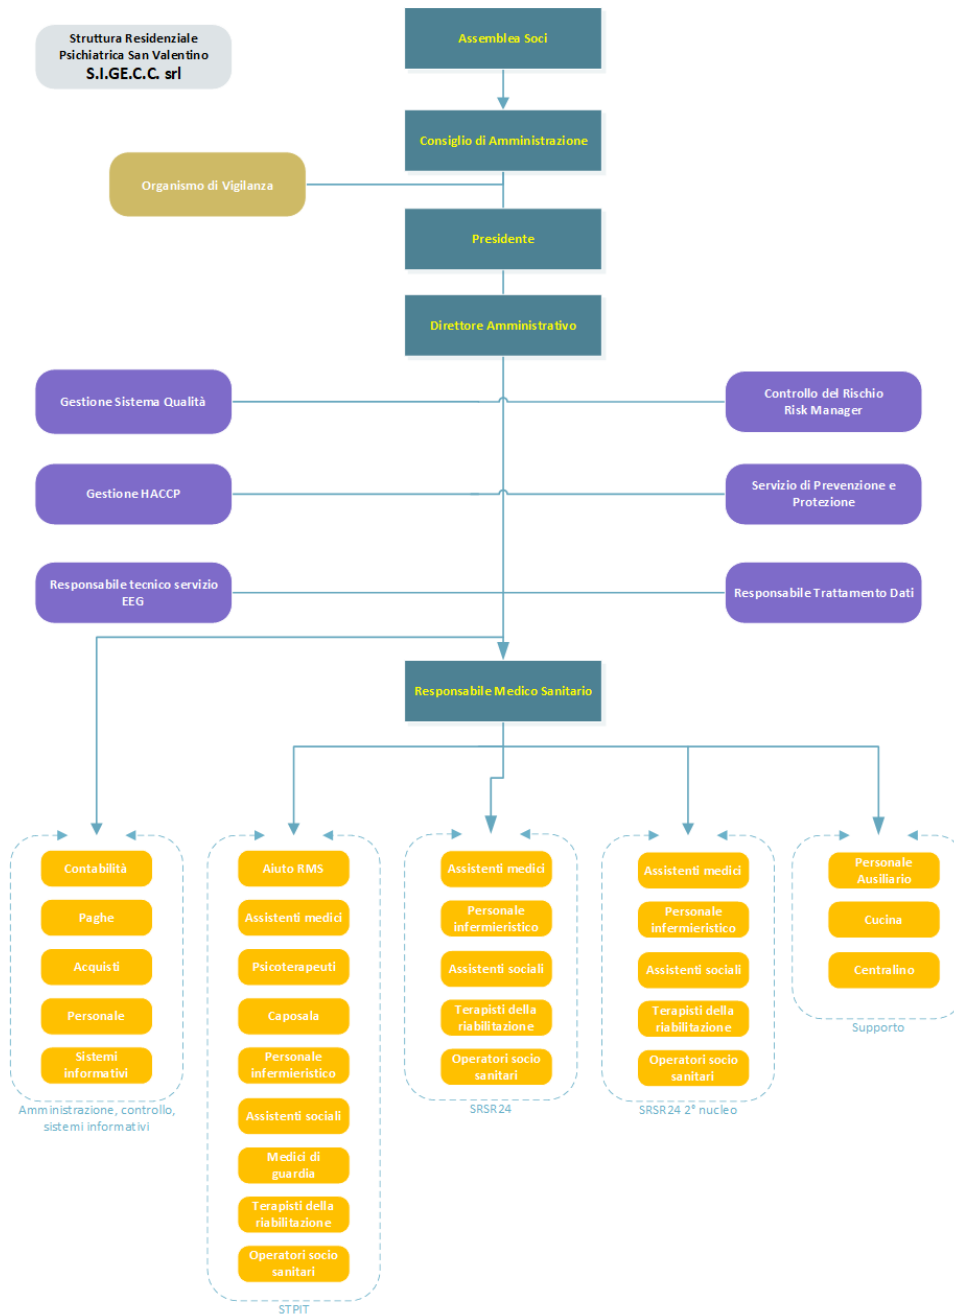 Struttura Residenziale
Psichiatrica San Valentino
S.I.GE.C.C. srl
Assemblea Soci
Consiglio di Amministrazione
Organismo di Vigilanza
Presidente
Direttore Amministrativo
Gestione Sistema Qualità
Controllo del Rischio
Risk Manager
Gestione HACCP
Servizio di Prevenzione e
Protezione
Responsabile tecnico servizio
EEG
Responsabile Trattamento Dati
Responsabile Medico Sanitario
Contabilità
Paghe
Acquisti
Personale
Sistemi
informativi
Amministrazione, controllo,
sistemi informativi
Aiuto RMS
Assistenti medici
Psicoterapeuti
Caposala
Personale
infermieristico
Assistenti sociali
Medici di
guardia
Terapisti della
riabilitazione
Operatori socio
sanitari
STPIT
Assistenti medici
Personale
infermieristico
Assistenti sociali
Terapisti della
riabilitazione
Operatori socio
sanitari
SRSR24
Assistenti medici
Personale
infermieristico
Assistenti sociali
Terapisti della
riabilitazione
Operatori socio
sanitari
SRSR24 2° nucleo
Personale
Ausiliario
Cucina
Centralino
Supporto